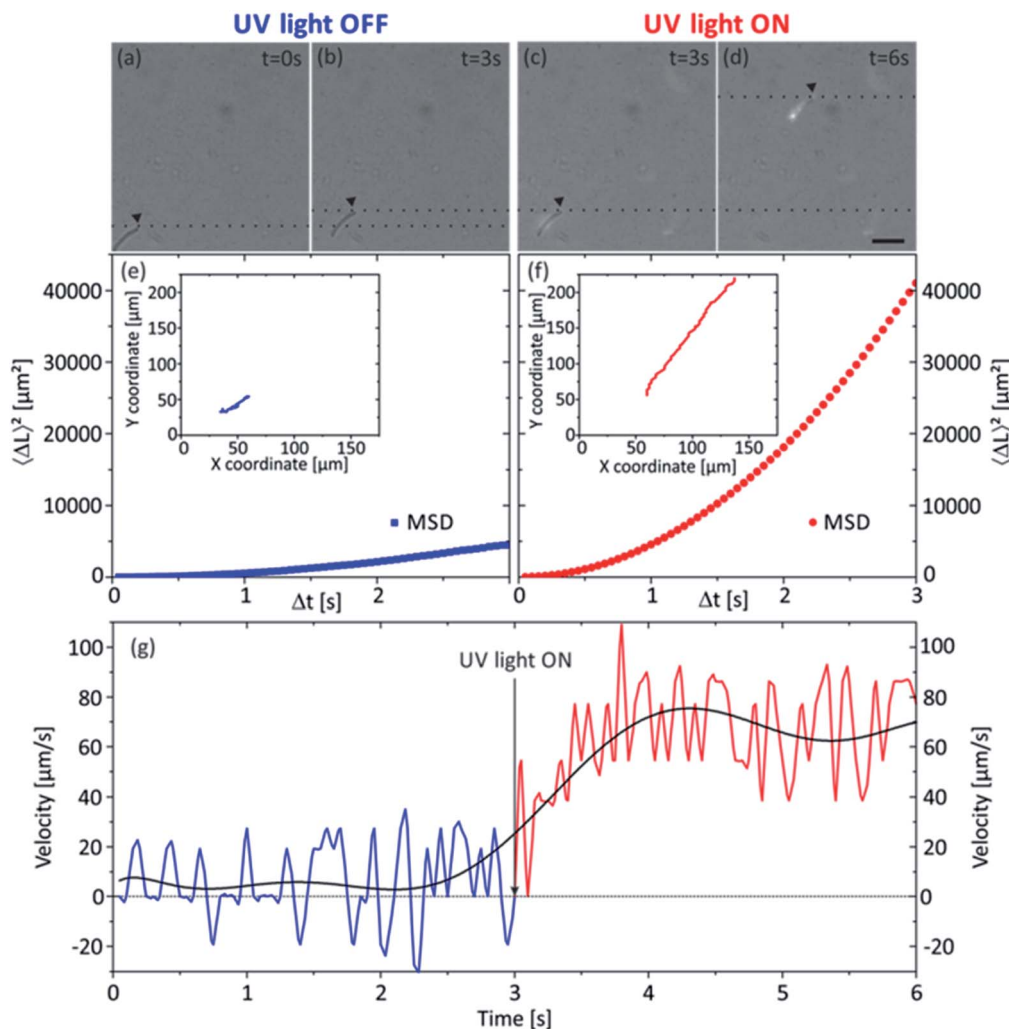 UV light OFF
UV light ON
(a) t=0s
(b) t=3s
(c) t=3s
(d) t=6s
(e)
Y coordinate [µm]
200
150
100
50
0
0 50 100 150
X coordinate [µm]
MSD
⟨ΔL⟩² [µm²]
40000
30000
20000
10000
0
0 1 2
Δt [s]
(f)
Y coordinate [µm]
200
150
100
50
0
0 50 100 150
X coordinate [µm]
MSD
⟨ΔL⟩² [µm²]
40000
30000
20000
10000
0
0 1 2 3
Δt [s]
(g)
UV light ON
Velocity [µm/s]
100
80
60
40
20
0
-20
Velocity [µm/s]
100
80
60
40
20
0
-20
0 1 2 3 4 5 6
Time [s]